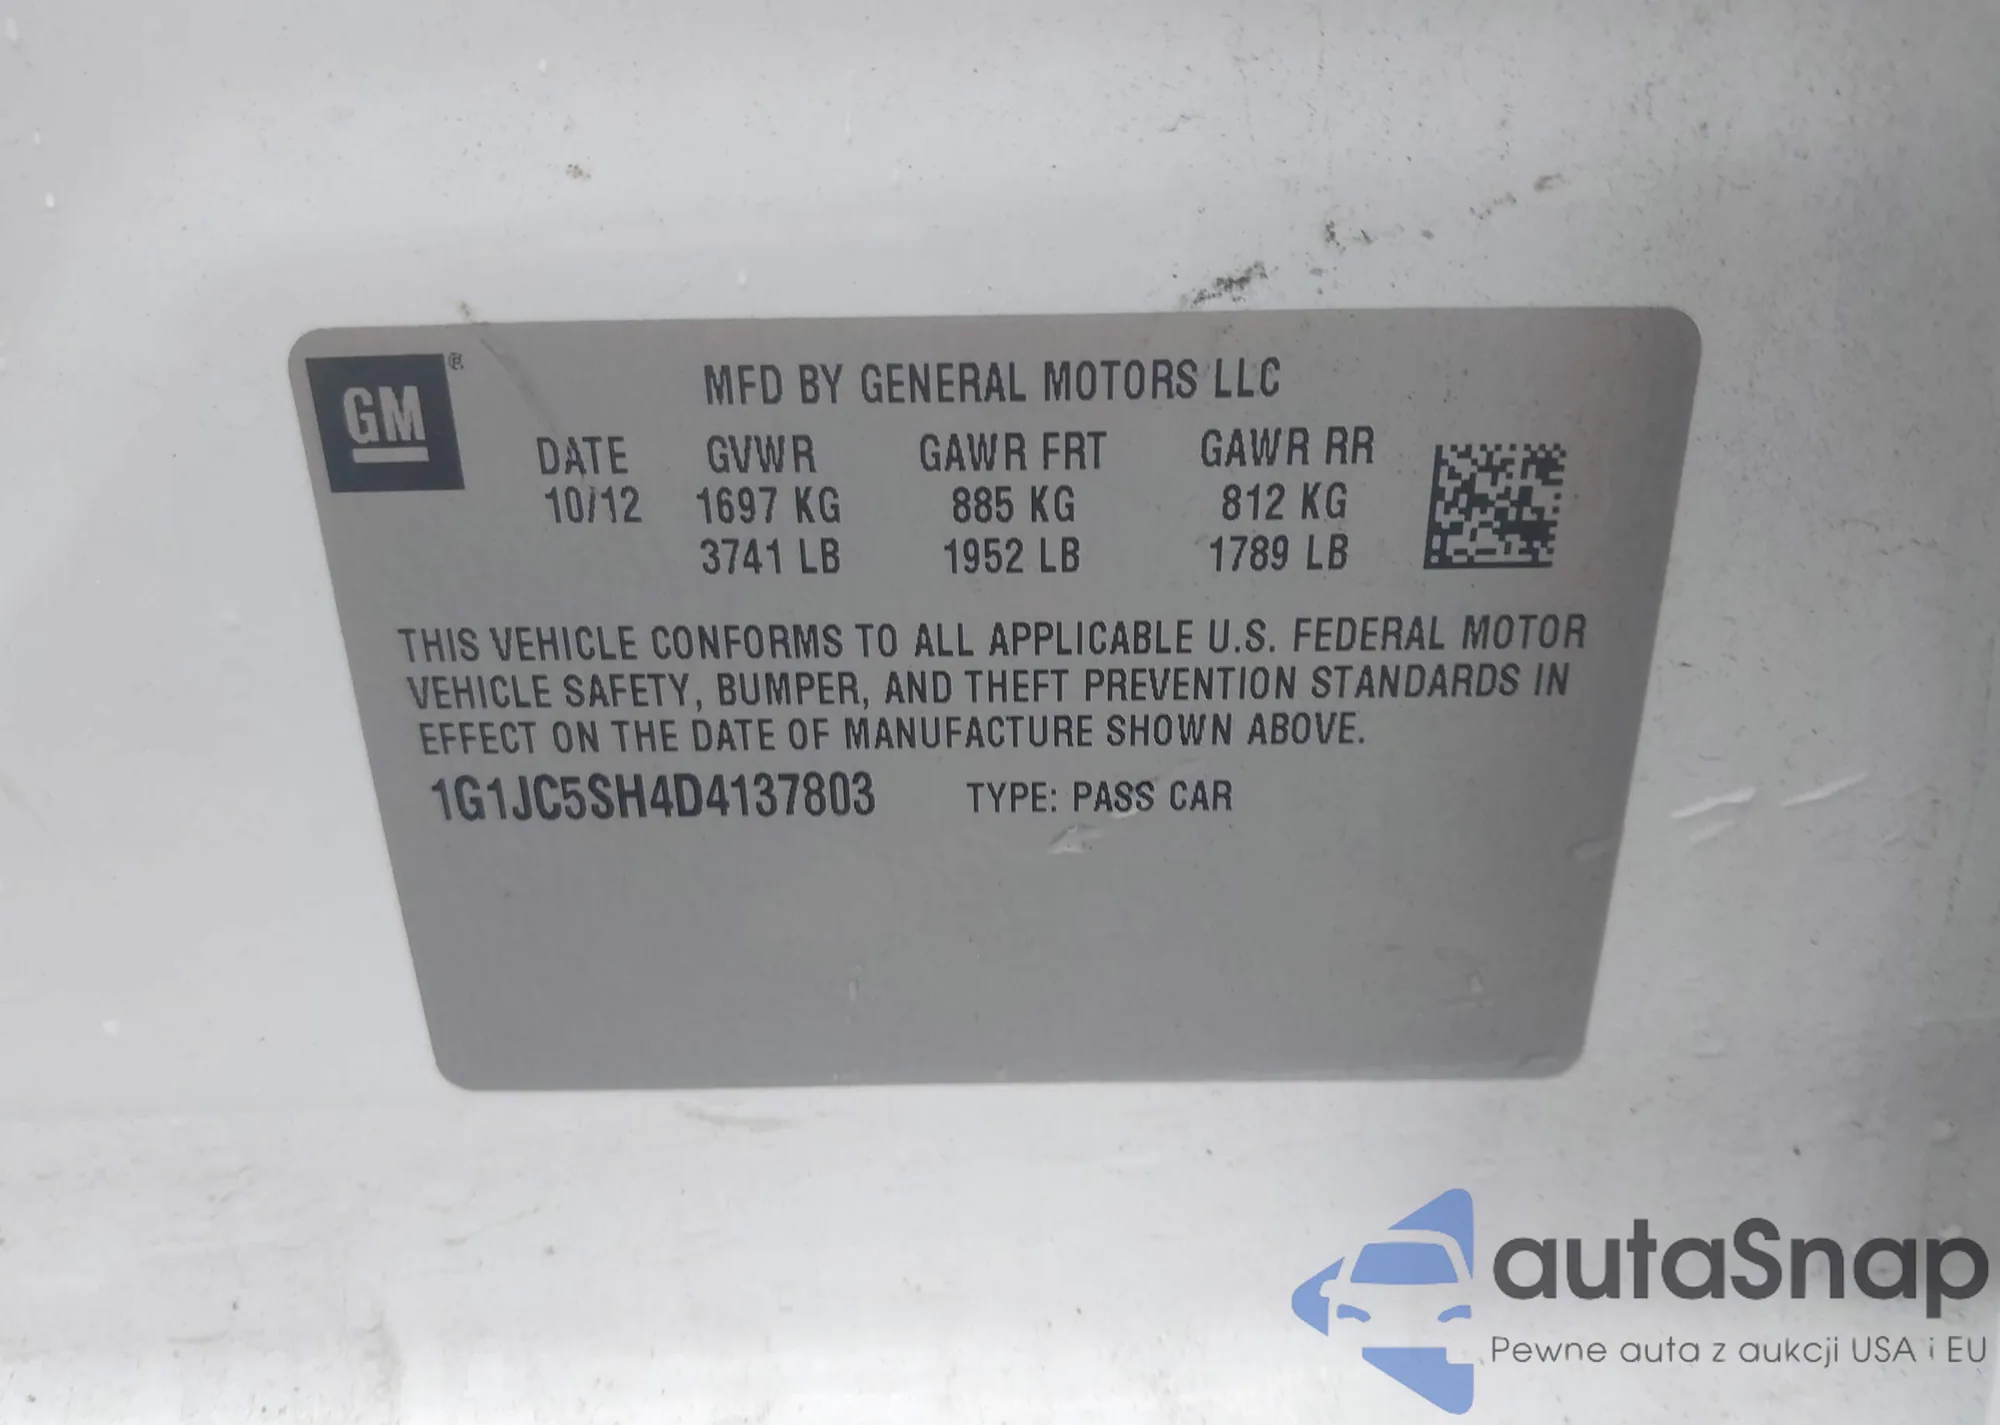 GM ®
MFD BY GENERAL MOTORS LLC
DATE GVWR GAWR FRT GAWR RR
10/12 1697 KG 885 KG 812 KG
3741 LB 1952 LB 1789 LB
THIS VEHICLE CONFORMS TO ALL APPLICABLE U.S. FEDERAL MOTOR
VEHICLE SAFETY, BUMPER, AND THEFT PREVENTION STANDARDS IN
EFFECT ON THE DATE OF MANUFACTURE SHOWN ABOVE.
1G1JC5SH4D4137803 TYPE: PASS CAR
autaSnap
Pewne auta z aukcji USA i EU